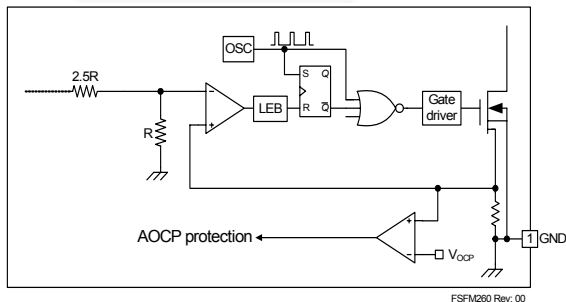 OSC
2.5R
S Q
R
LEB
R Q̅
Gate
driver
−
+
AOCP protection
+
−
VOCP
1 GND
FSFM260 Rev: 00